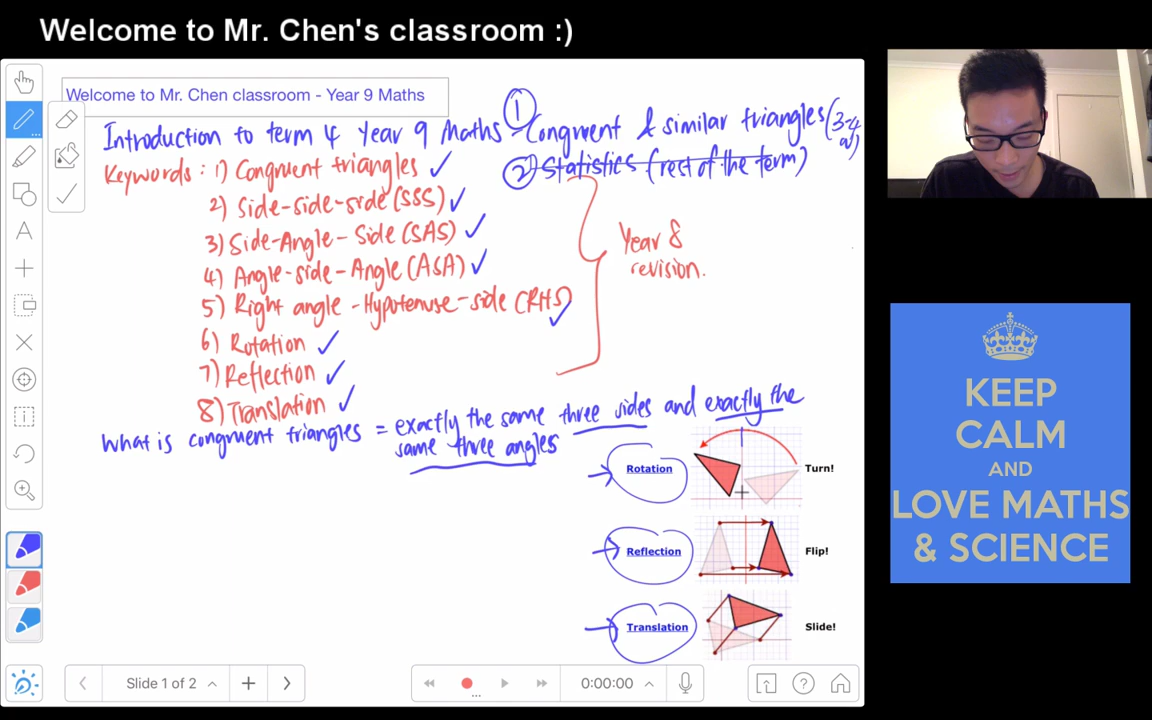 Welcome to Mr. Chen's classroom :)
Welcome to Mr. Chen classroom - Year 9 Maths
Introduction to term 4 Year 9 Maths - ① Congruent & similar triangles (3-4 w)
② Statistics (rest of the term)
Keywords : 1) Congruent triangles ✓
2) Side-side-side (SSS) ✓
3) Side-Angle-Side (SAS) ✓
4) Angle-side-Angle (ASA) ✓
5) Right angle -Hypotenuse-side (RHS) ✓
6) Rotation ✓
7) Reflection ✓
8) Translation ✓
Year 8
revision.
What is congruent triangles = exactly the same three sides and exactly the
same three angles
Rotation
Turn!
Reflection
Flip!
Translation
Slide!
Slide 1 of 2
0:00:00
KEEP
CALM
AND
LOVE MATHS
& SCIENCE